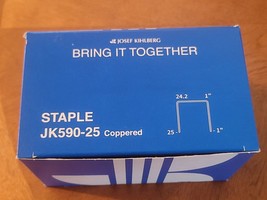 JOSEF KIHLBERG
BRING IT TOGETHER
24.2 1"
STAPLE
JK590-25 Coppered
25 1"